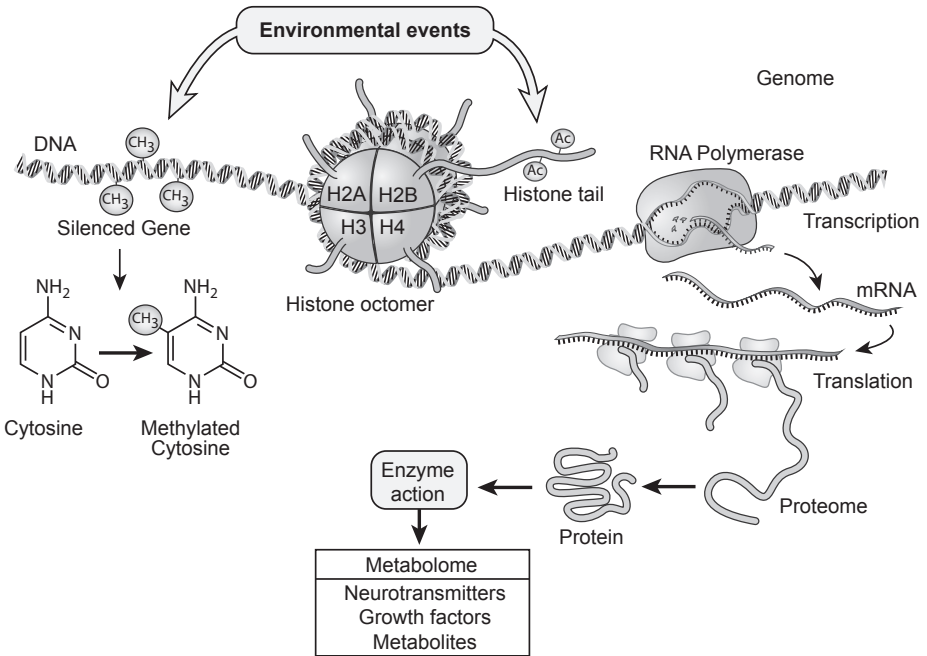 Environmental events
Genome
DNA
CH3
CH3
CH3
Silenced Gene
H2A
H2B
H3
H4
Histone octomer
Ac
Ac
Histone tail
RNA Polymerase
Transcription
mRNA
Translation
NH2
N
N
H
O
Cytosine
CH3
NH2
N
N
H
O
Methylated
Cytosine
Proteome
Protein
Enzyme
action
Metabolome
Neurotransmitters
Growth factors
Metabolites